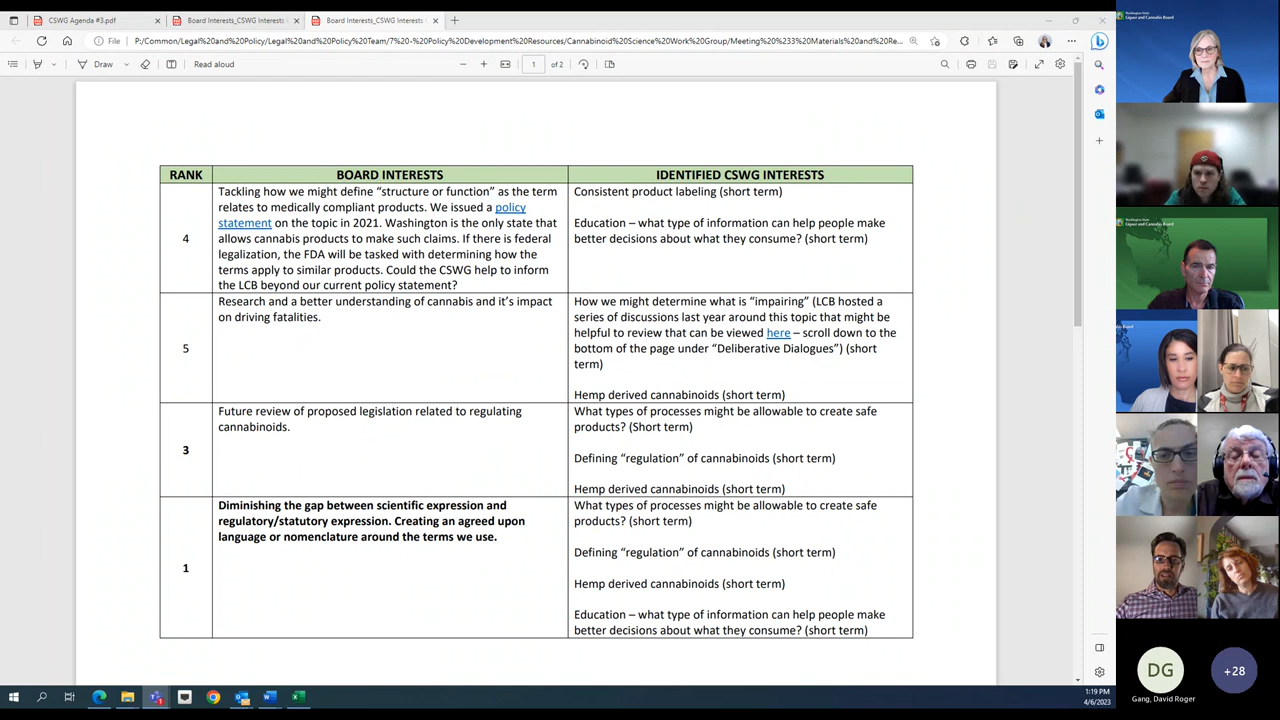 CSWG Agenda #3.pdf
Board Interests_CSWG Interests
Board Interests_CSWG Interests
File
P:/Common/Legal%20and%20Policy/Legal%20and%20Policy%20Team/7%20-%20Policy%20Development%20Resources/Cannabinoid%20Science%20Work%20Group/Meeting%20%233%20Materials%20and%20Re...
Draw
Read aloud
1
of 2
RANK BOARD INTERESTS IDENTIFIED CSWG INTERESTS
4
Tackling how we might define “structure or function” as the term
relates to medically compliant products. We issued a policy
statement on the topic in 2021. Washington is the only state that
allows cannabis products to make such claims. If there is federal
legalization, the FDA will be tasked with determining how the
terms apply to similar products. Could the CSWG help to inform
the LCB beyond our current policy statement?
Consistent product labeling (short term)
Education – what type of information can help people make
better decisions about what they consume? (short term)
5
Research and a better understanding of cannabis and it’s impact
on driving fatalities.
How we might determine what is “impairing” (LCB hosted a
series of discussions last year around this topic that might be
helpful to review that can be viewed here – scroll down to the
bottom of the page under “Deliberative Dialogues”) (short
term)
Hemp derived cannabinoids (short term)
3
Future review of proposed legislation related to regulating
cannabinoids.
What types of processes might be allowable to create safe
products? (Short term)
Defining “regulation” of cannabinoids (short term)
Hemp derived cannabinoids (short term)
1
Diminishing the gap between scientific expression and
regulatory/statutory expression. Creating an agreed upon
language or nomenclature around the terms we use.
What types of processes might be allowable to create safe
products? (short term)
Defining “regulation” of cannabinoids (short term)
Hemp derived cannabinoids (short term)
Education – what type of information can help people make
better decisions about what they consume? (short term)
Washington State
Liquor and Cannabis Board
Washington State
Liquor and Cannabis Board
DG
+28
Gang, David Roger
1:19 PM
4/6/2023